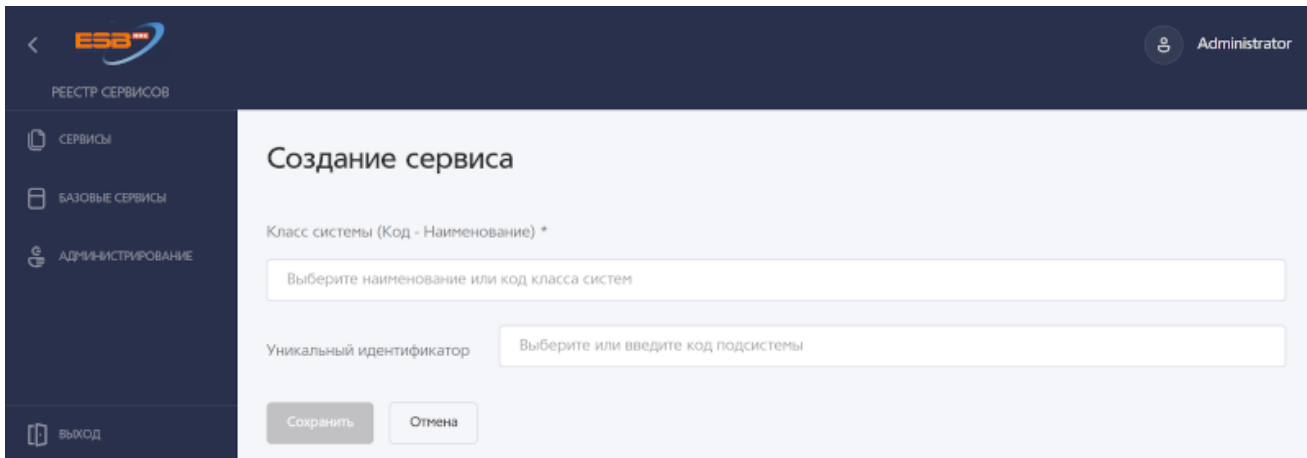 ESB
Administrator
РЕЕСТР СЕРВИСОВ
СЕРВИСЫ
БАЗОВЫЕ СЕРВИСЫ
АДМИНИСТРИРОВАНИЕ
ВЫХОД
Создание сервиса
Класс системы (Код - Наименование) *
Выберите наименование или код класса систем
Уникальный идентификатор
Выберите или введите код подсистемы
Сохранить Отмена